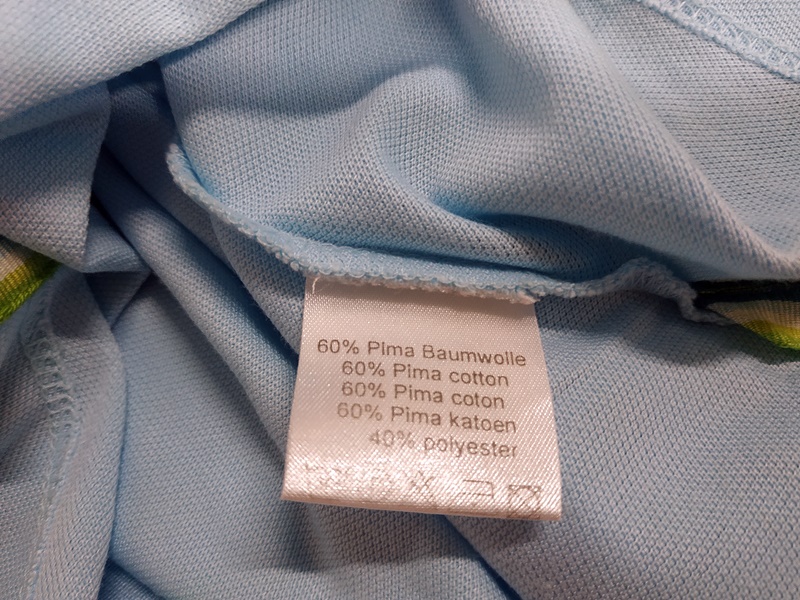 60% Pima Baumwolle
60% Pima cotton
60% Pima coton
60% Pima katoen
40% polyester